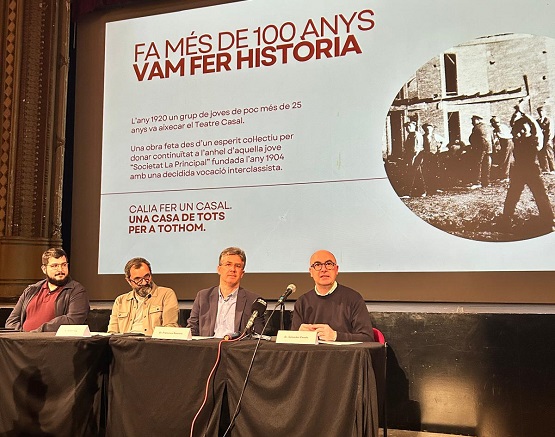 FA MÉS DE 100 ANYS
VAM FER HISTÒRIA
L'any 1920 un grup de joves de poc més de 25
anys va aixecar el Teatre Casal.
Una obra feta des d'un esperit col·lectiu per
donar continuïtat a l'anhel d'aquella jove
"Societat La Principal" fundada l'any 1904
amb una decidida vocació interclassista.
CALIA FER UN CASAL.
UNA CASA DE TOTS
PER A TOTHOM.